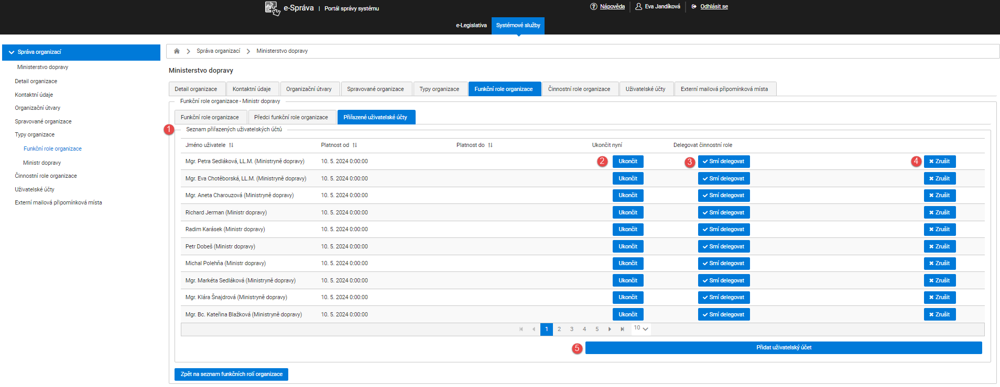 e-Správa | Portál správy systému
Nápověda | Eva Jandíková | Odhlásit se
e-Legislativa Systémové služby
Správa organizací
Ministerstvo dopravy
Detail organizace
Kontaktní údaje
Organizační útvary
Spravované organizace
Typy organizace
Funkční role organizace
Ministr dopravy
Činnostní role organizace
Uživatelské účty
Externí mailová připomínková místa
Správa organizací Ministerstvo dopravy
Ministerstvo dopravy
Detail organizace Kontaktní údaje Organizační útvary Spravované organizace Typy organizace Funkční role organizace Činnostní role organizace Uživatelské účty Externí mailová připomínková místa
Funkční role organizace - Ministr dopravy
Funkční role organizace Předci funkční role organizace Přiřazené uživatelské účty
1 Seznam přiřazených uživatelských účtů
Jméno uživatele Platnost od Platnost do Ukončit nyní Delegovat činnostní role
Mgr. Petra Sedláková, LL.M. (Ministryně dopravy) 10. 5. 2024 0:00:00 2 Ukončit 3 Smí delegovat 4 Zrušit
Mgr. Eva Chotěborská, LL.M. (Ministryně dopravy) 10. 5. 2024 0:00:00 Ukončit Smí delegovat Zrušit
Mgr. Aneta Charouzová (Ministryně dopravy) 10. 5. 2024 0:00:00 Ukončit Smí delegovat Zrušit
Richard Jerman (Ministr dopravy) 10. 5. 2024 0:00:00 Ukončit Smí delegovat Zrušit
Radim Karásek (Ministr dopravy) 10. 5. 2024 0:00:00 Ukončit Smí delegovat Zrušit
Petr Dobeš (Ministr dopravy) 10. 5. 2024 0:00:00 Ukončit Smí delegovat Zrušit
Michal Polehňa (Ministr dopravy) 10. 5. 2024 0:00:00 Ukončit Smí delegovat Zrušit
Mgr. Markéta Sedláková (Ministryně dopravy) 10. 5. 2024 0:00:00 Ukončit Smí delegovat Zrušit
Mgr. Klára Šnajdrová (Ministryně dopravy) 10. 5. 2024 0:00:00 Ukončit Smí delegovat Zrušit
Mgr. Bc. Kateřina Blažková (Ministryně dopravy) 10. 5. 2024 0:00:00 Ukončit Smí delegovat Zrušit
1 2 3 4 5 10
5 Přidat uživatelský účet
Zpět na seznam funkčních rolí organizace